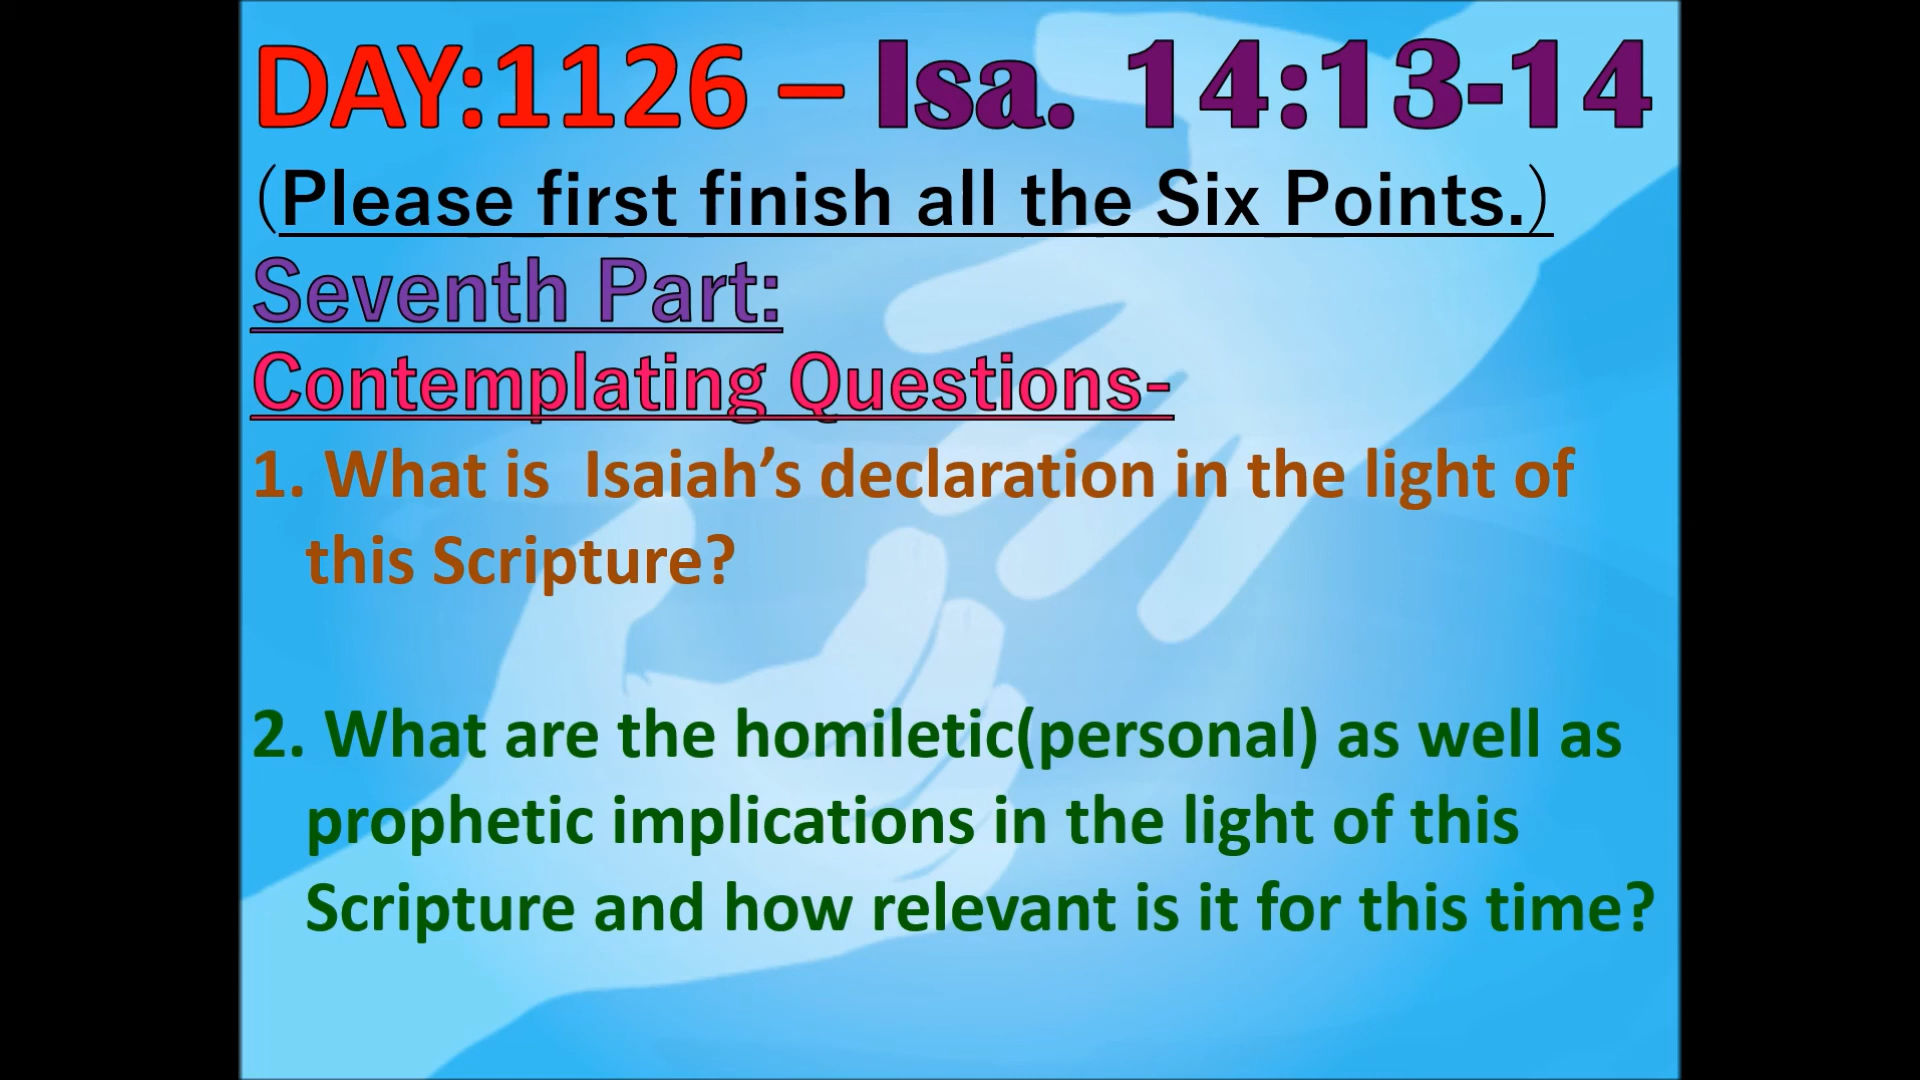 DAY:1126 – Isa. 14:13-14
(Please first finish all the Six Points.)
Seventh Part:
Contemplating Questions-
1. What is  Isaiah’s declaration in the light of
this Scripture?
2. What are the homiletic(personal) as well as
prophetic implications in the light of this
Scripture and how relevant is it for this time?